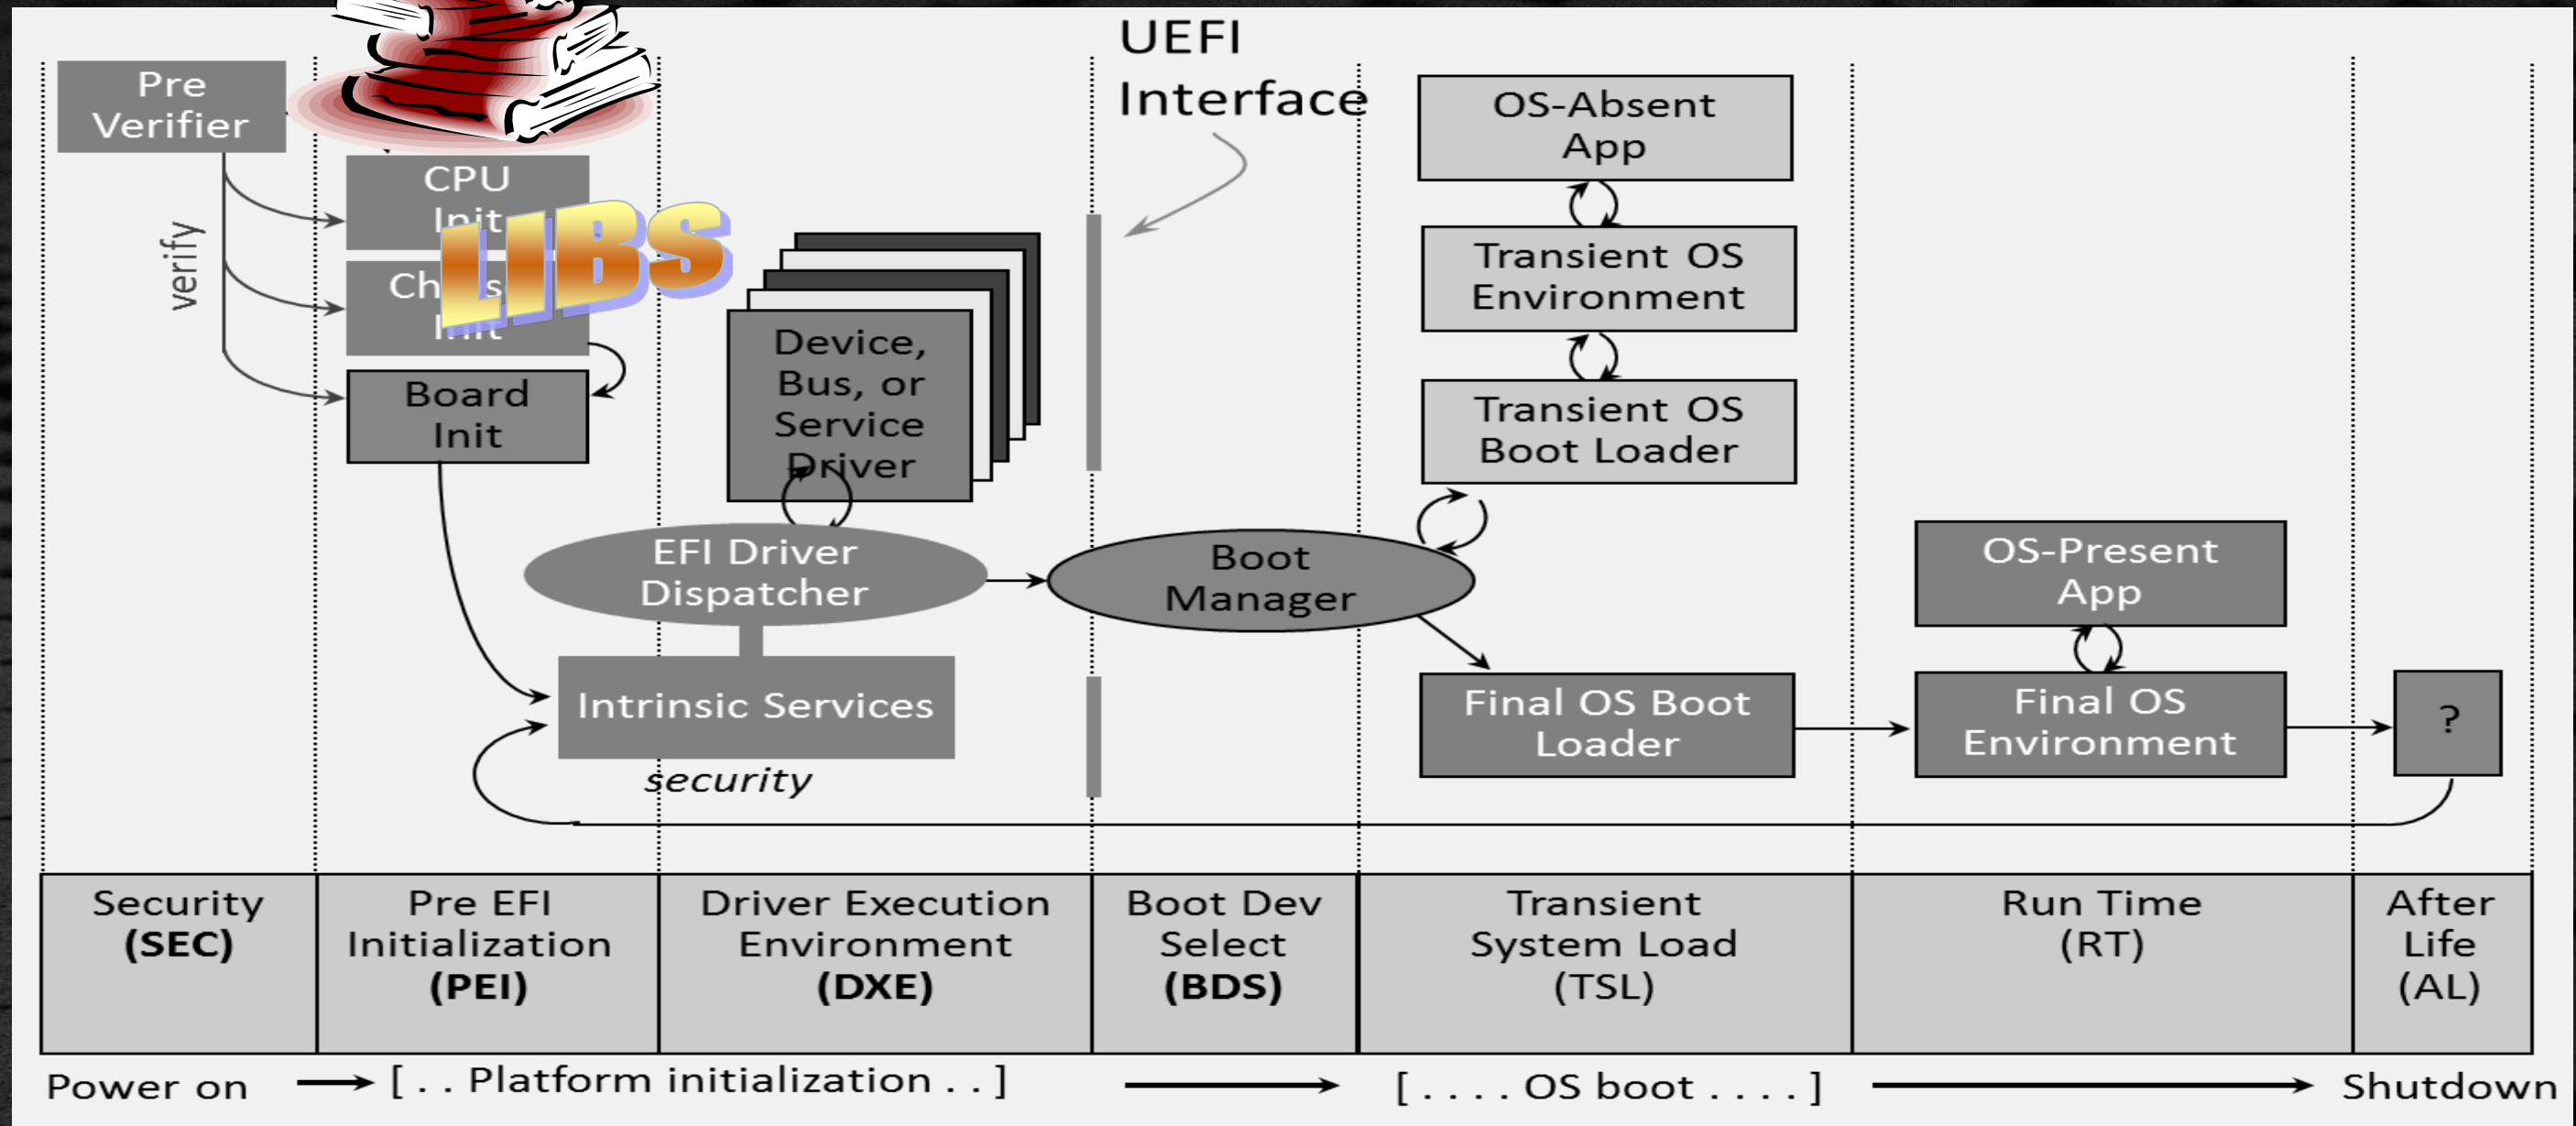 UEFI
Interface
Pre
Verifier
verify
CPU
Init
LIBS
Init
Board
Init
Device,
Bus, or
Service
Driver
EFI Driver
Dispatcher
Intrinsic Services
security
Boot
Manager
OS-Absent
App
Transient OS
Environment
Transient OS
Boot Loader
Final OS Boot
Loader
OS-Present
App
Final OS
Environment
?
Security
(SEC)
Pre EFI
Initialization
(PEI)
Driver Execution
Environment
(DXE)
Boot Dev
Select
(BDS)
Transient
System Load
(TSL)
Run Time
(RT)
After
Life
(AL)
Power on
[ . . Platform initialization . . ]
[ . . . . OS boot . . . . ]
Shutdown